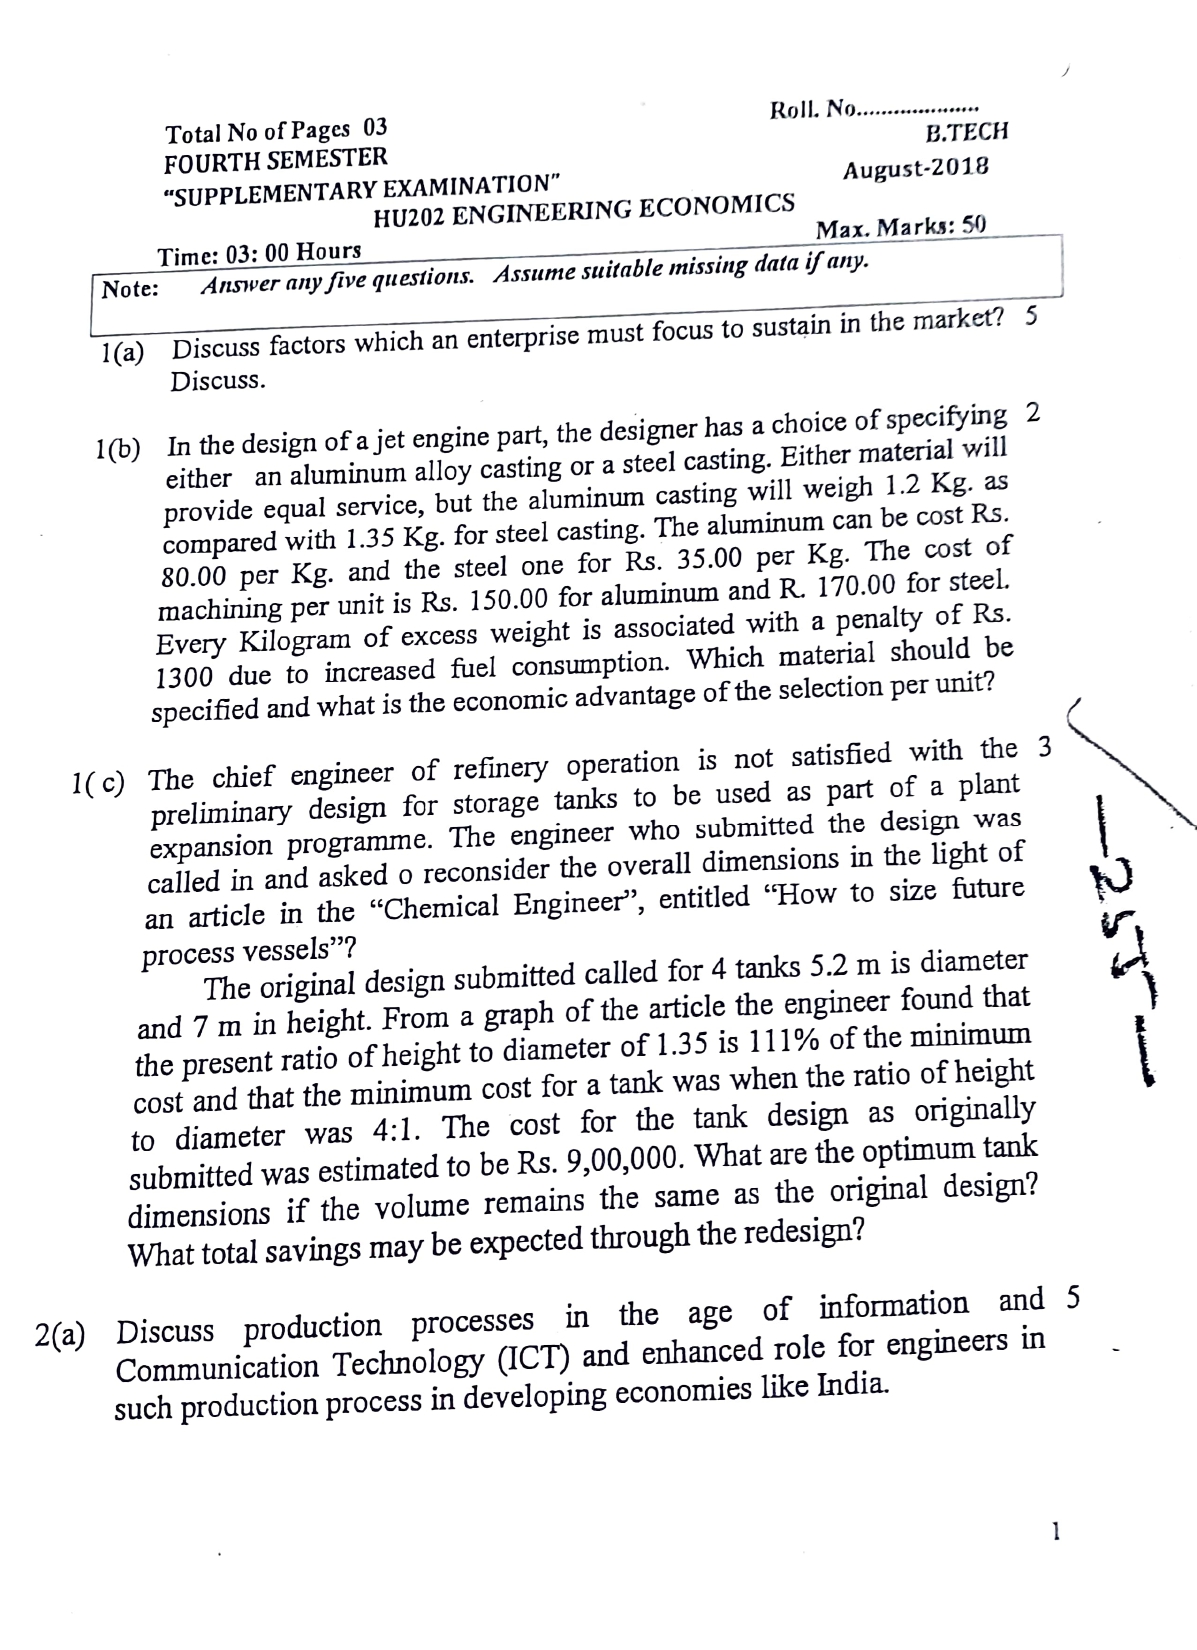 Total No of Pages 03
Roll. No.....................
FOURTH SEMESTER
B.TECH
"SUPPLEMENTARY EXAMINATION"
August-2018
HU202 ENGINEERING ECONOMICS
Time: 03: 00 Hours
Max. Marks: 50
Note: Answer any five questions. Assume suitable missing data if any.
1(a) Discuss factors which an enterprise must focus to sustain in the market? 5
Discuss.
1(b) In the design of a jet engine part, the designer has a choice of specifying 2
either an aluminum alloy casting or a steel casting. Either material will
provide equal service, but the aluminum casting will weigh 1.2 Kg. as
compared with 1.35 Kg. for steel casting. The aluminum can be cost Rs.
80.00 per Kg. and the steel one for Rs. 35.00 per Kg. The cost of
machining per unit is Rs. 150.00 for aluminum and R. 170.00 for steel.
Every Kilogram of excess weight is associated with a penalty of Rs.
1300 due to increased fuel consumption. Which material should be
specified and what is the economic advantage of the selection per unit?
1( c) The chief engineer of refinery operation is not satisfied with the 3
preliminary design for storage tanks to be used as part of a plant
expansion programme. The engineer who submitted the design was
called in and asked o reconsider the overall dimensions in the light of
an article in the “Chemical Engineer”, entitled “How to size future
process vessels”?
The original design submitted called for 4 tanks 5.2 m is diameter
and 7 m in height. From a graph of the article the engineer found that
the present ratio of height to diameter of 1.35 is 111% of the minimum
cost and that the minimum cost for a tank was when the ratio of height
to diameter was 4:1. The cost for the tank design as originally
submitted was estimated to be Rs. 9,00,000. What are the optimum tank
dimensions if the volume remains the same as the original design?
What total savings may be expected through the redesign?
2(a) Discuss production processes in the age of information and 5
Communication Technology (ICT) and enhanced role for engineers in
such production process in developing economies like India.
1